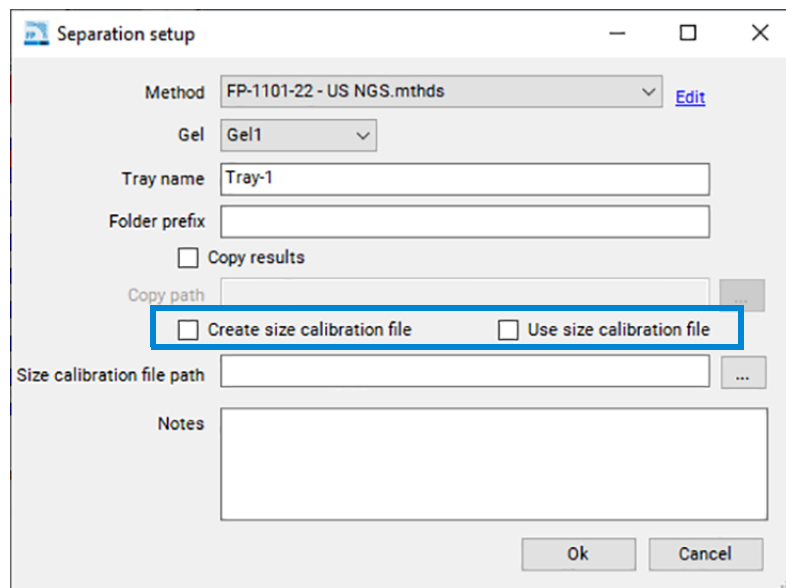 Separation setup
Method FP-1101-22 - US NGS.mthds Edit
Gel Gel1
Tray name Tray-1
Folder prefix
Copy results
Copy path ...
Create size calibration file Use size calibration file
Size calibration file path ...
Notes
Ok Cancel